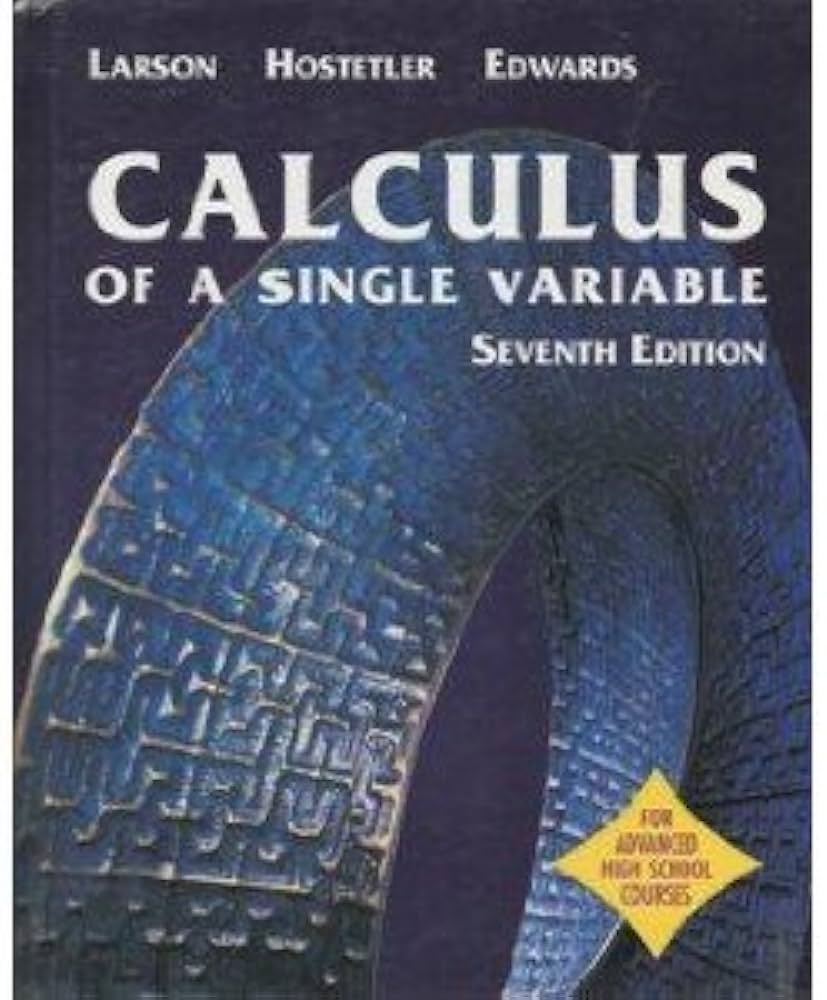 LARSON HOSTETLER EDWARDS
CALCULUS
OF A SINGLE VARIABLE
SEVENTH EDITION
FOR
ADVANCED
HIGH SCHOOL
COURSES